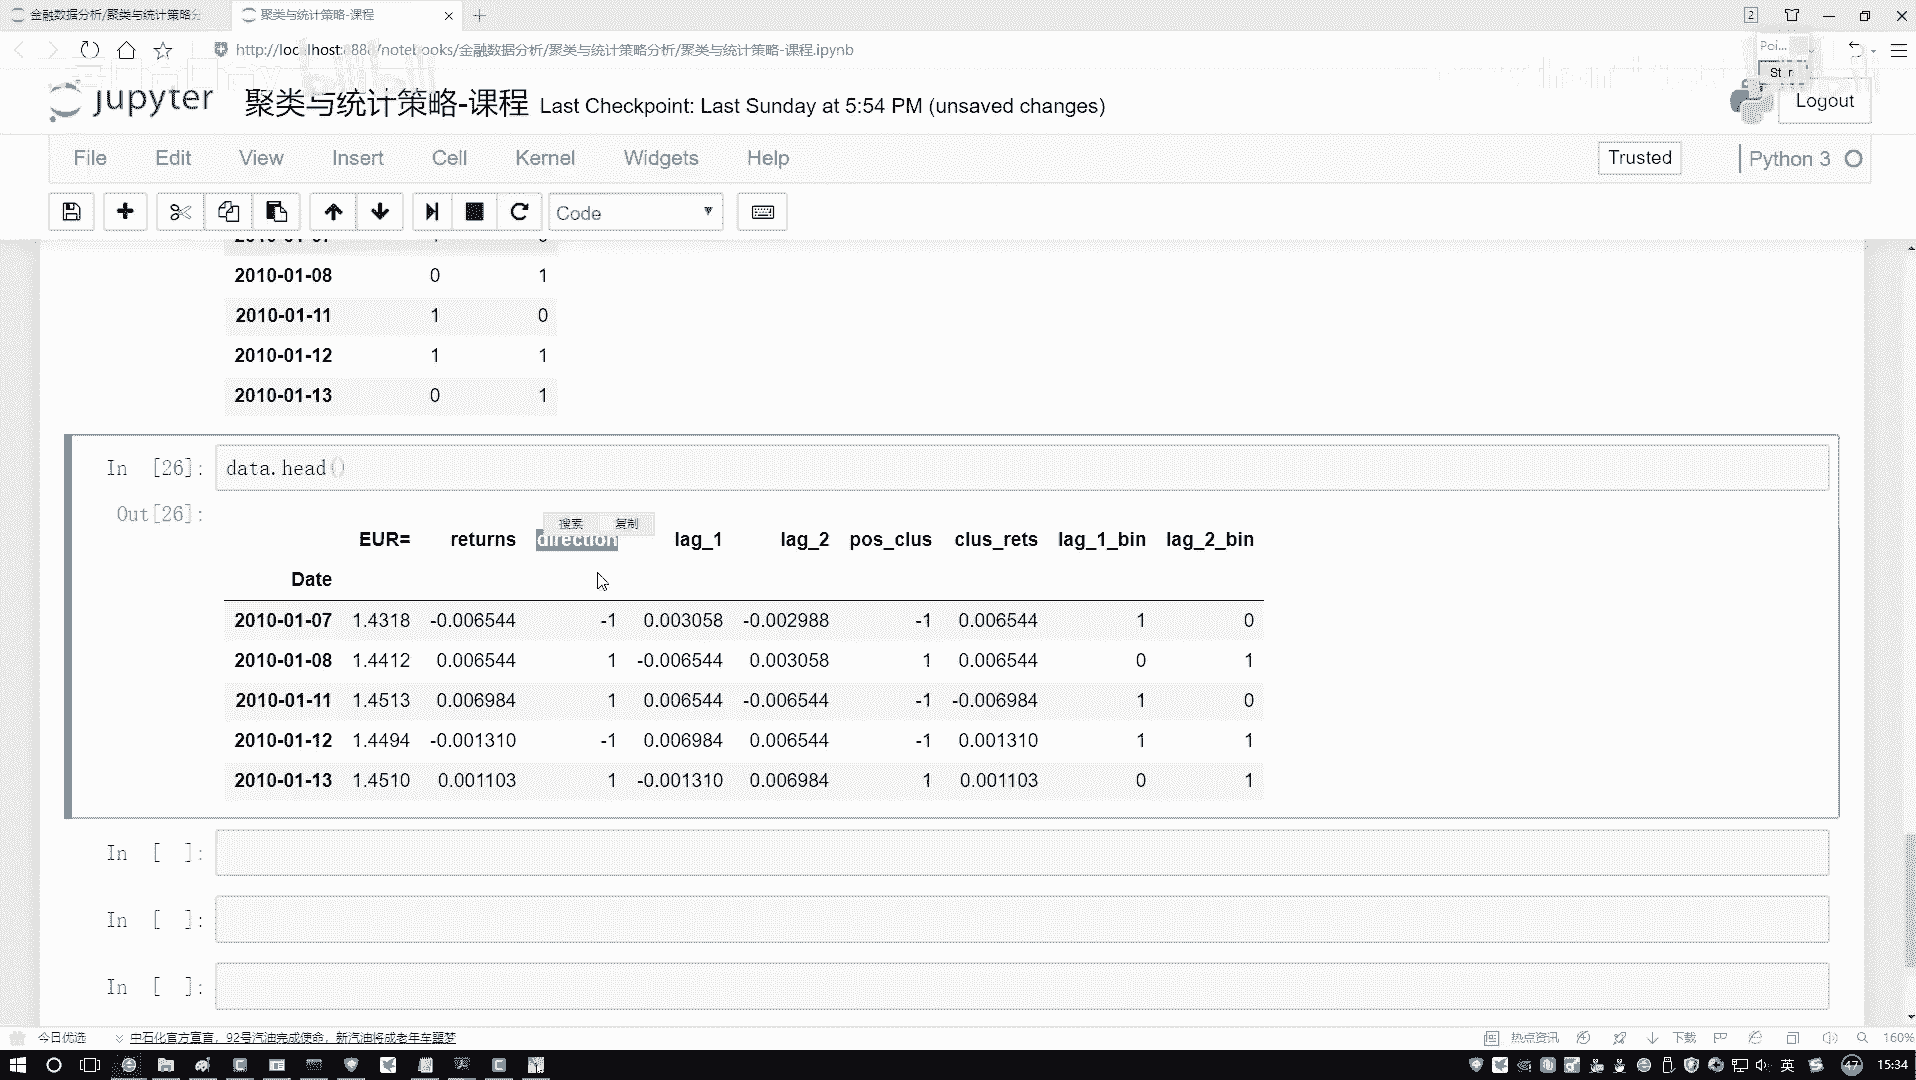 金融数据分析/聚类与统计策略分
聚类与统计策略-课程
2
http://localhost:888/notebooks/金融数据分析/聚类与统计策略分析/聚类与统计策略-课程.ipynb
Poi...
jupyter 聚类与统计策略-课程 Last Checkpoint: Last Sunday at 5:54 PM (unsaved changes)
Logout
File Edit View Insert Cell Kernel Widgets Help
Trusted
Python 3
Code
2010-01-08 0 1
2010-01-11 1 0
2010-01-12 1 1
2010-01-13 0 1
In [26]: data.head()
Out[26]:
搜索 复制
EUR= returns direction lag_1 lag_2 pos_clus clus_rets lag_1_bin lag_2_bin
Date
2010-01-07 1.4318 -0.006544 -1 0.003058 -0.002988 -1 0.006544 1 0
2010-01-08 1.4412 0.006544 1 -0.006544 0.003058 1 0.006544 0 1
2010-01-11 1.4513 0.006984 1 0.006544 -0.006544 -1 -0.006984 1 0
2010-01-12 1.4494 -0.001310 -1 0.006984 0.006544 -1 0.001310 1 1
2010-01-13 1.4510 0.001103 1 -0.001310 0.006984 1 0.001103 0 1
In [ ]:
In [ ]:
In [ ]:
今日优选
中石化官方宣言，92号汽油完成使命，新汽油将成老年车噩梦
热点资讯
下载
160%
英
47
15:34